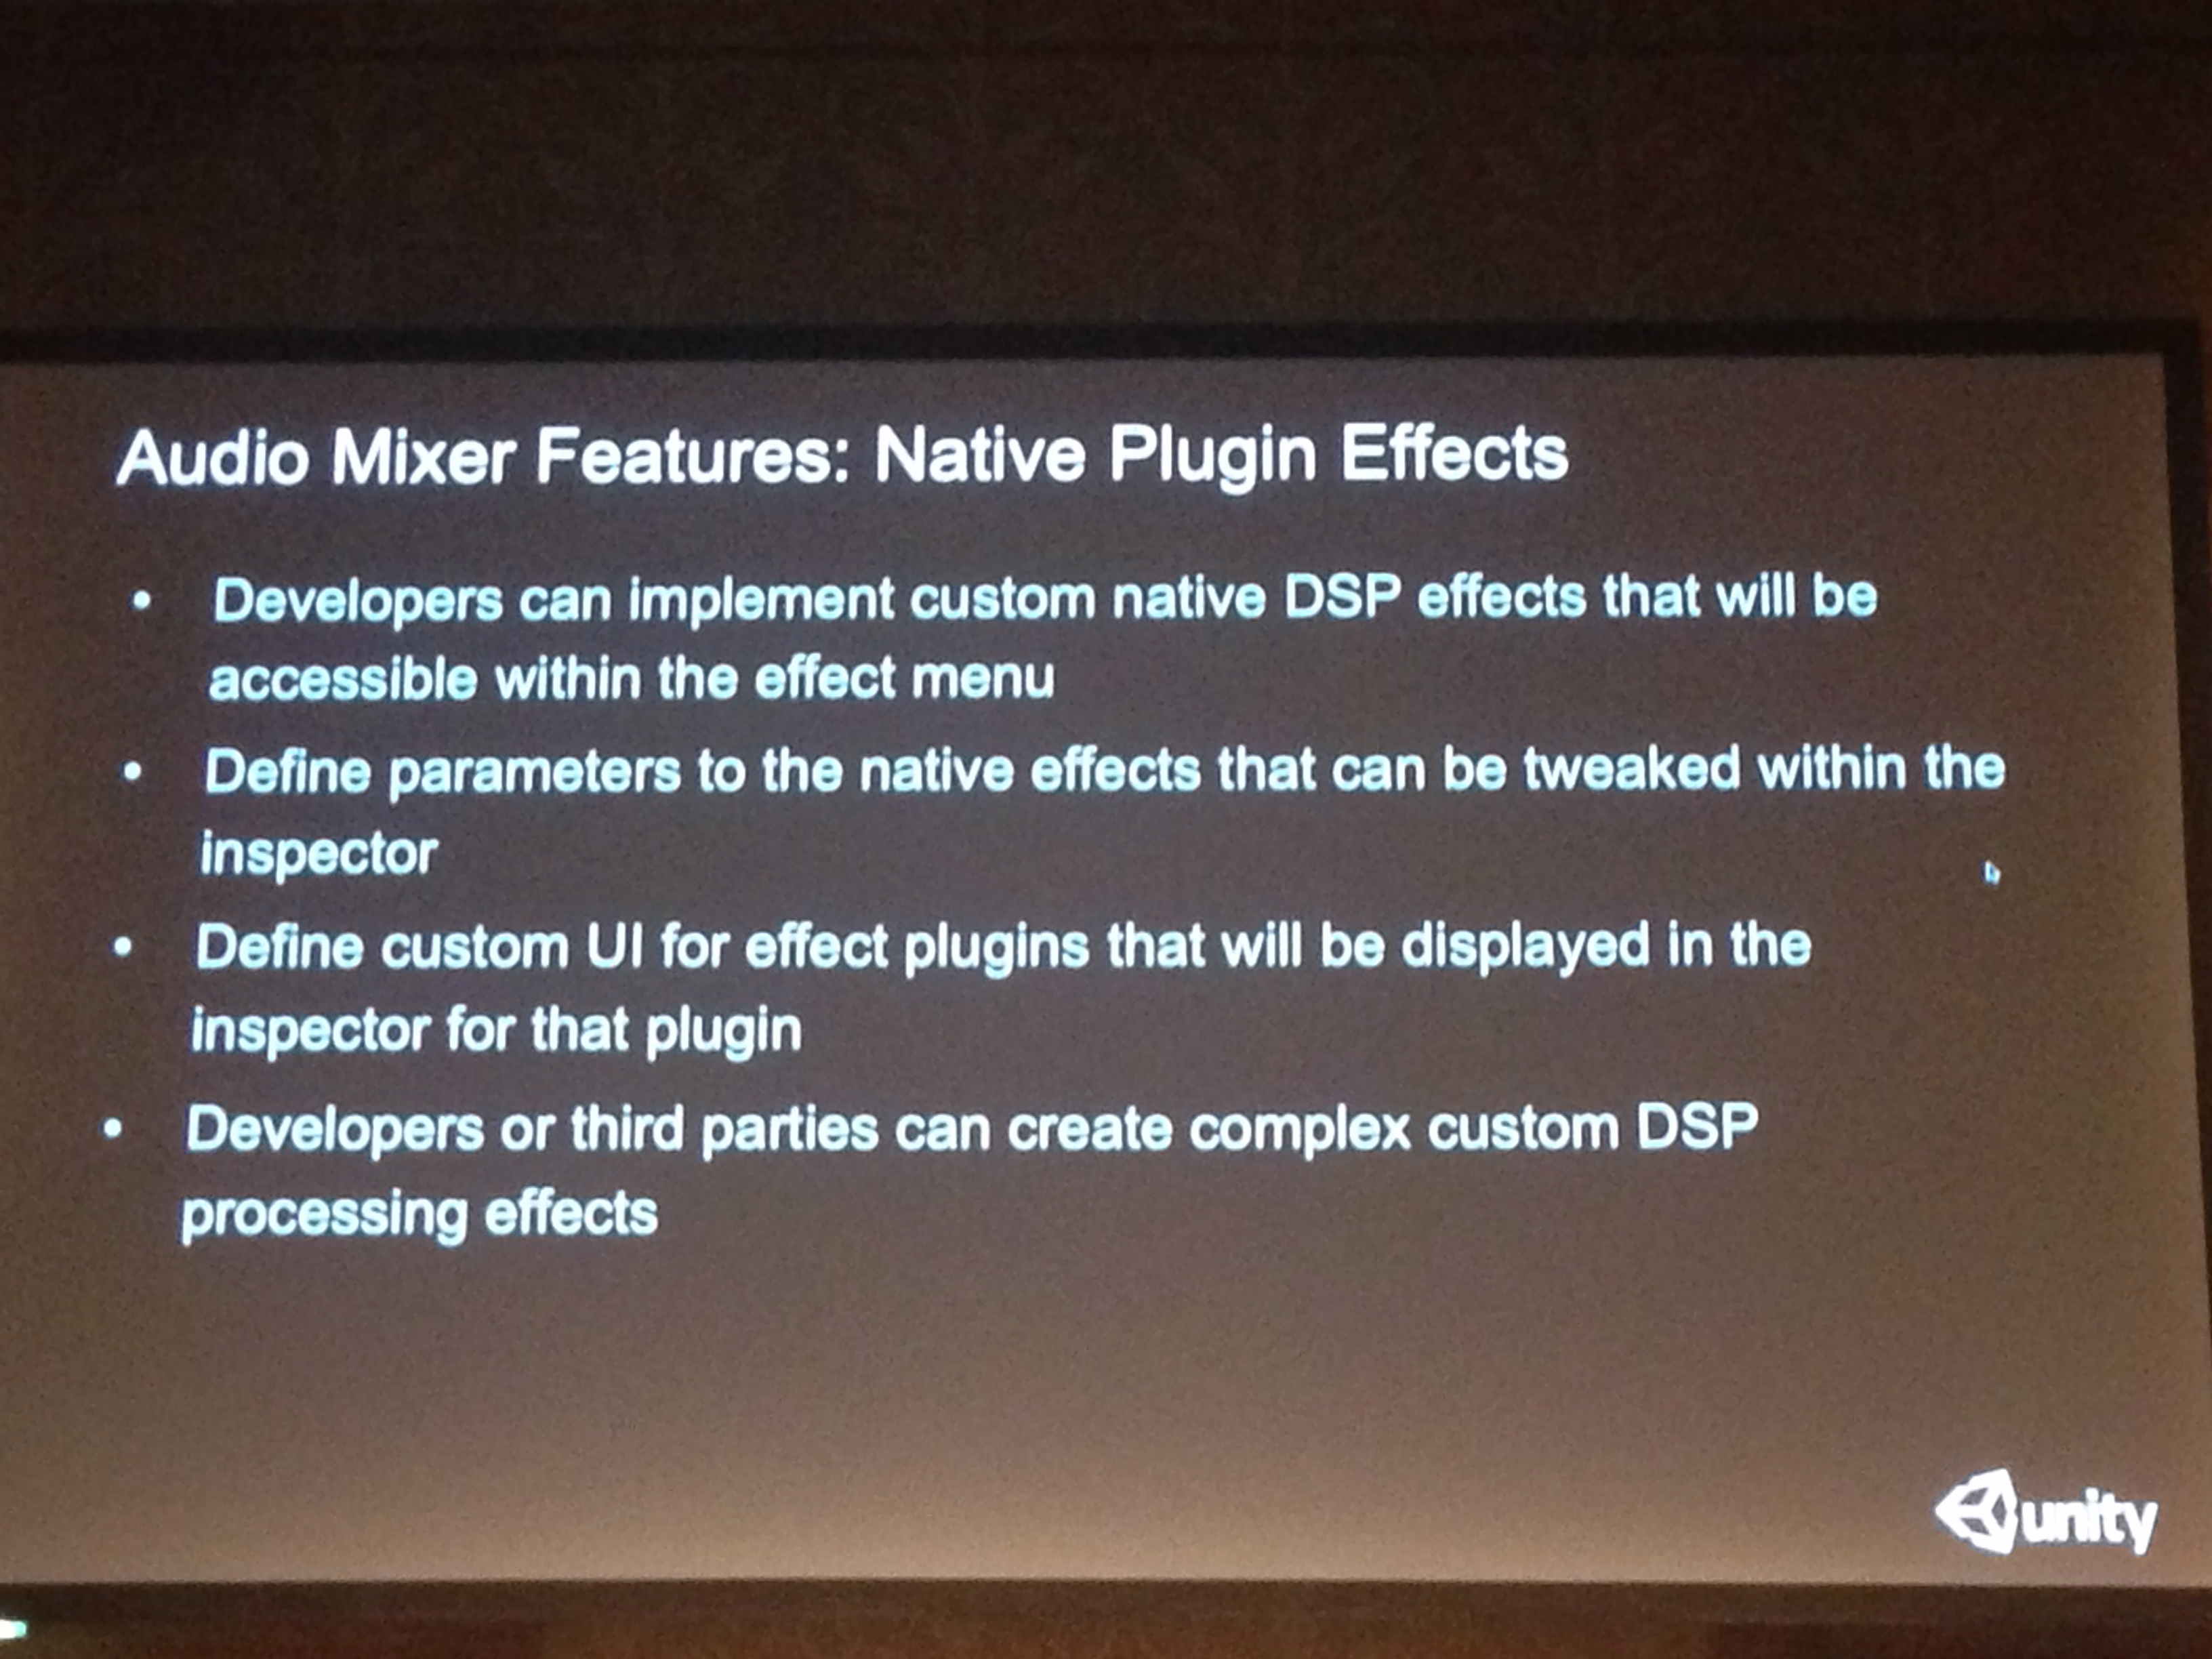 Audio Mixer Features: Native Plugin Effects
• Developers can implement custom native DSP effects that will be
accessible within the effect menu
• Define parameters to the native effects that can be tweaked within the
inspector
• Define custom UI for effect plugins that will be displayed in the
inspector for that plugin
• Developers or third parties can create complex custom DSP
processing effects
unity